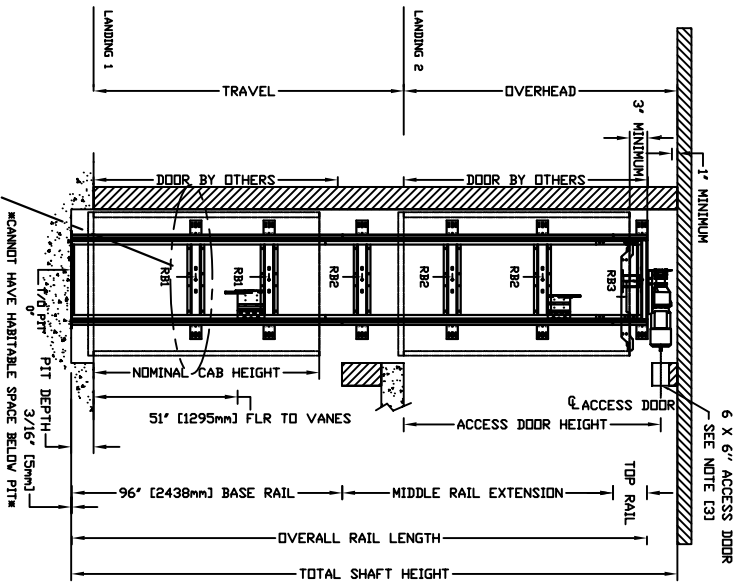 LANDING 1
LANDING 2
TRAVEL
OVERHEAD
3" MINIMUM
1" MINIMUM
DOOR BY OTHERS
DOOR BY OTHERS
RB1
RB1
RB2
RB2
RB2
RB3
T/O PIT
0"
*CANNOT HAVE HABITABLE SPACE BELOW PIT*
3/16" [5mm]
PIT DEPTH
NOMINAL CAB HEIGHT
51" [1295mm] FLR TO VANES
℄ ACCESS DOOR
ACCESS DOOR HEIGHT
6 X 6" ACCESS DOOR
SEE NOTE [3]
96" [2438mm] BASE RAIL
MIDDLE RAIL EXTENSION
TOP RAIL
OVERALL RAIL LENGTH
TOTAL SHAFT HEIGHT